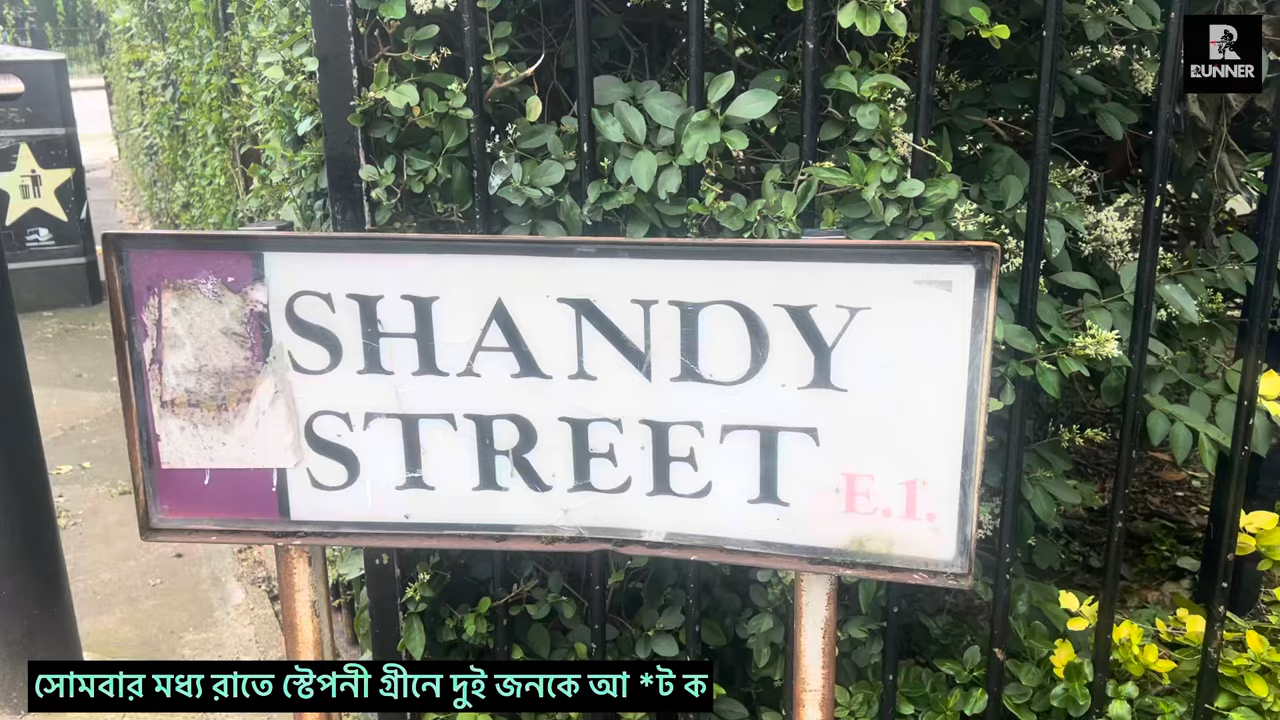 RUNNER
SHANDY
STREET
E.1.
সোমবার মধ্য রাতে স্টেপনী গ্রীনে দুই জনকে আ *ট ক